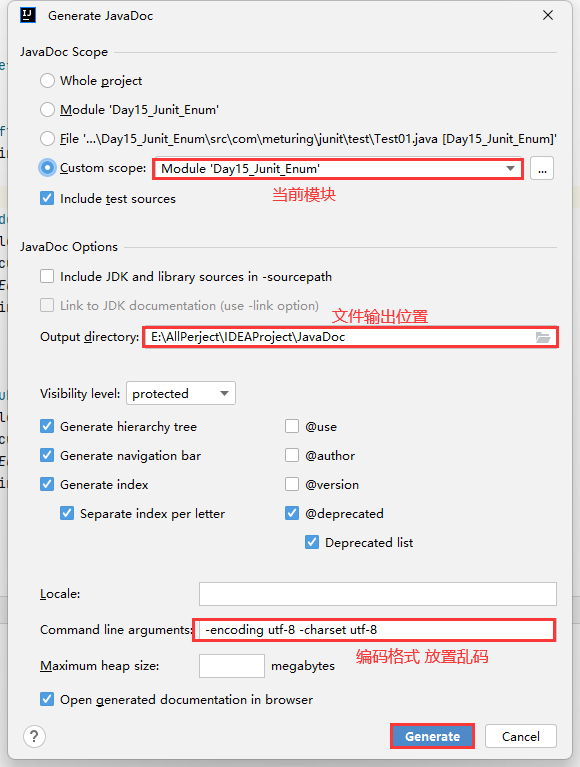 Generate JavaDoc
JavaDoc Scope
Whole project
Module 'Day15_Junit_Enum'
File '...\Day15_Junit_Enum\src\com\meturing\junit\test\Test01.java [Day15_Junit_Enum]'
Custom scope: Module 'Day15_Junit_Enum' ...
当前模块
Include test sources
JavaDoc Options
Include JDK and library sources in -sourcepath
Link to JDK documentation (use -link option)
文件输出位置
Output directory: E:\AllPerject\IDEAProject\JavaDoc
Visibility level: protected
Generate hierarchy tree @use
Generate navigation bar @author
Generate index @version
Separate index per letter @deprecated
Deprecated list
Locale:
Command line arguments: -encoding utf-8 -charset utf-8
编码格式 放置乱码
Maximum heap size: megabytes
Open generated documentation in browser
? Generate Cancel